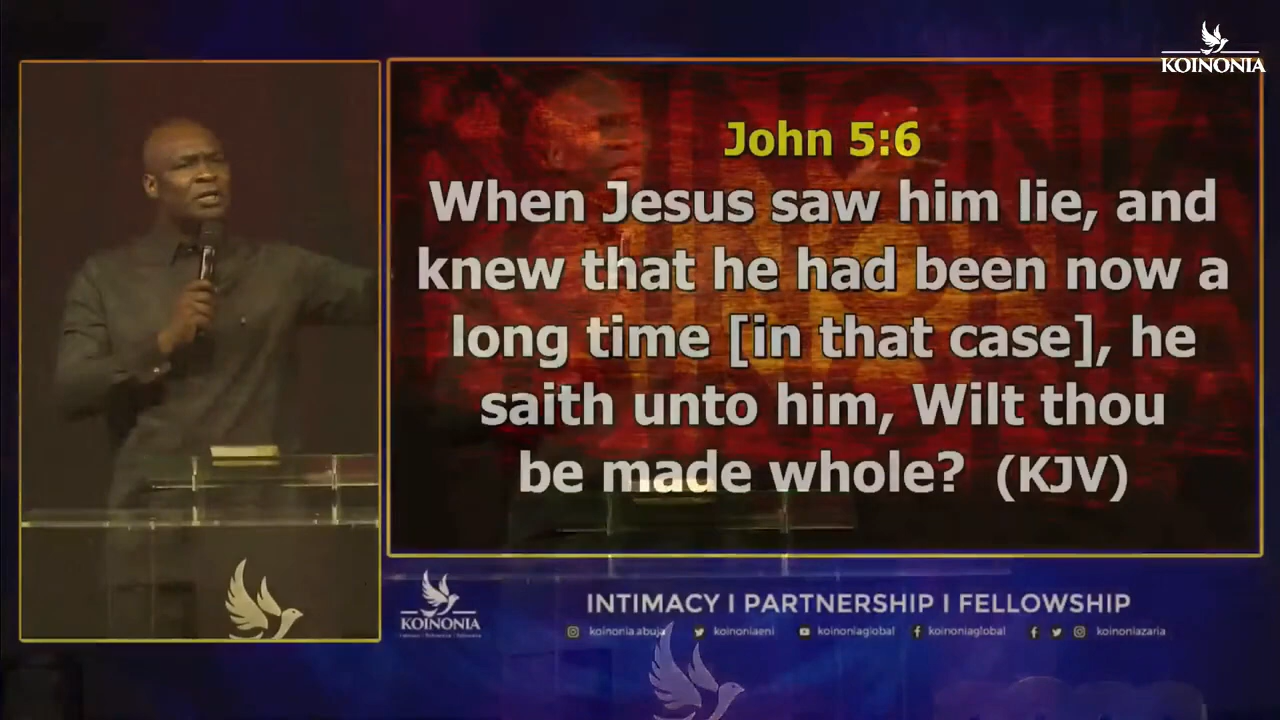 KOINONIA
John 5:6
When Jesus saw him lie, and
knew that he had been now a
long time [in that case], he
saith unto him, Wilt thou
be made whole? (KJV)
KOINONIA
INTIMACY I PARTNERSHIP I FELLOWSHIP
koinonia.abuja koinoniaeni koinoniaglobal koinoniaglobal koinoniazaria